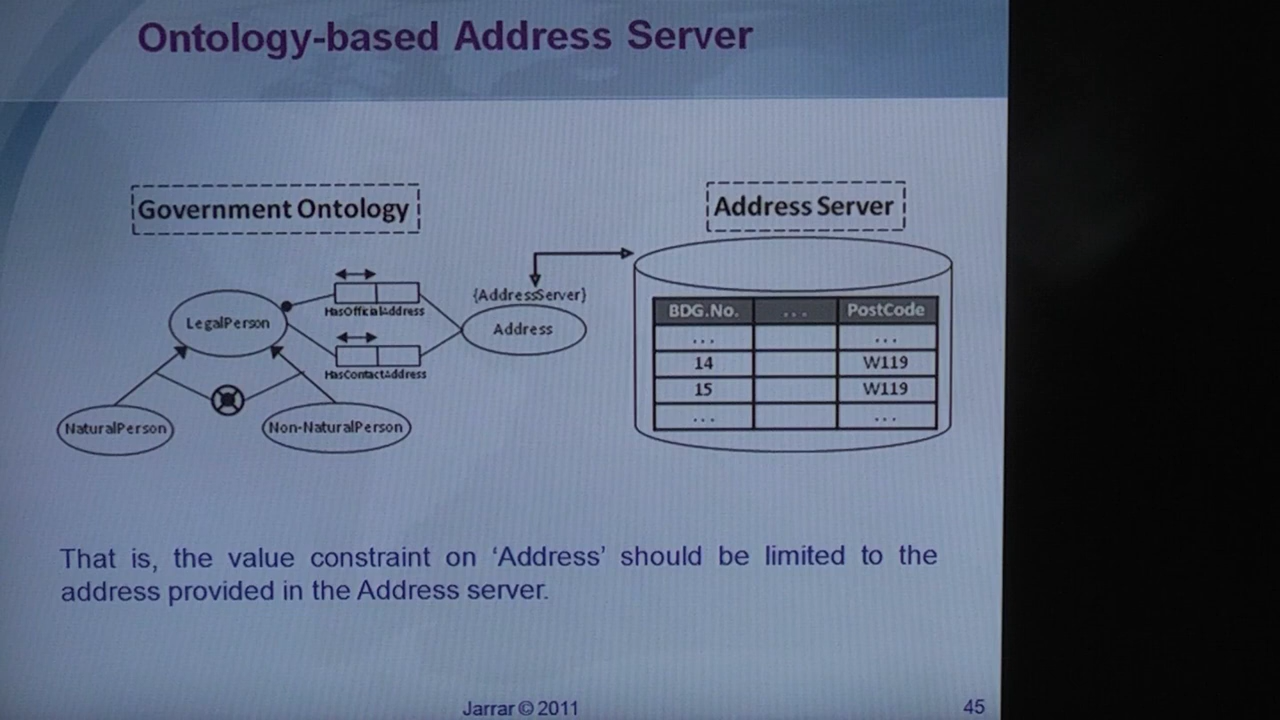 Ontology-based Address Server
Government Ontology
Address Server
{AddressServer}
HasOfficialAddress
LegalPerson
Address
HasContactAddress
NaturalPerson
Non-NaturalPerson
BDG.No. ... PostCode
... ...
14 W119
15 W119
... ...
That is, the value constraint on ‘Address’ should be limited to the
address provided in the Address server.
Jarrar © 2011
45